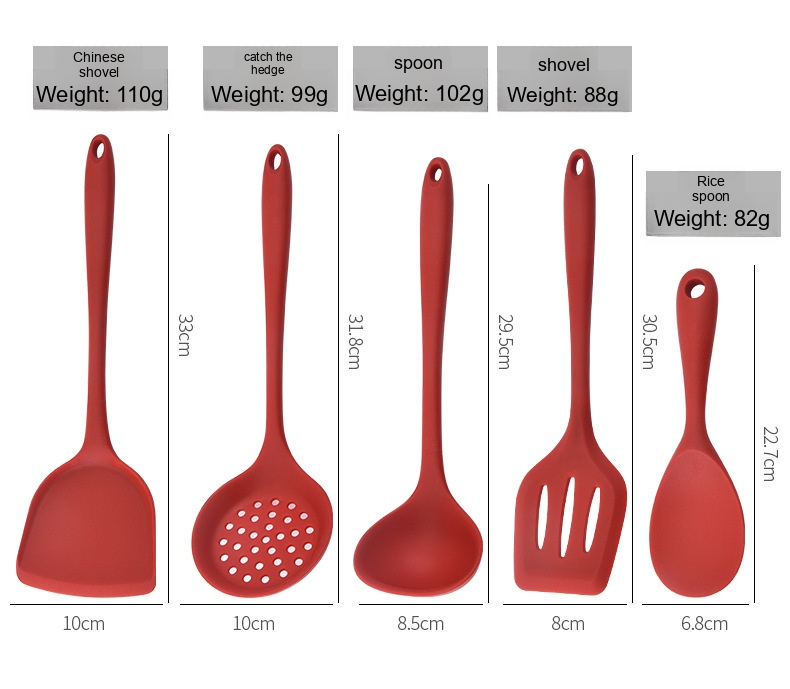 Chinese
shovel
Weight: 110g
catch the
hedge
Weight: 99g
spoon
Weight: 102g
shovel
Weight: 88g
Rice
spoon
Weight: 82g
33cm
31.8cm
29.5cm
30.5cm
22.7cm
10cm
10cm
8.5cm
8cm
6.8cm